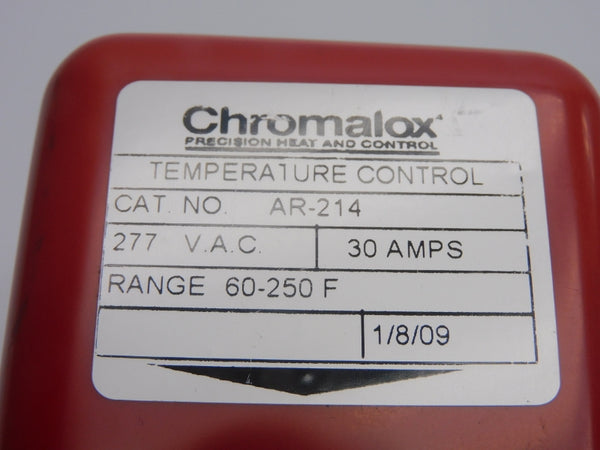 Chromalox
PRECISION HEAT AND CONTROL
TEMPERATURE CONTROL
CAT. NO. AR-214
277 V.A.C. 30 AMPS
RANGE 60-250 F
1/8/09